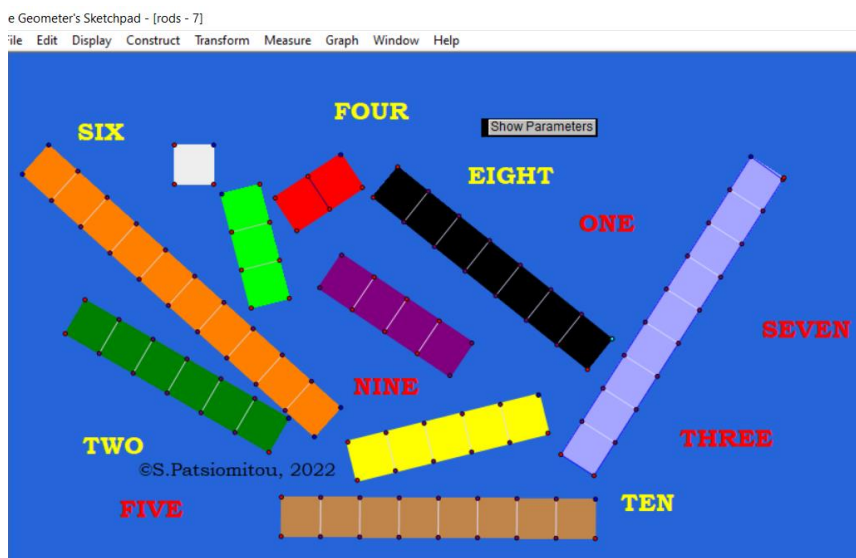 e Geometer's Sketchpad - [rods - 7]
File Edit Display Construct Transform Measure Graph Window Help
FOUR
SIX
Show Parameters
EIGHT
ONE
SEVEN
NINE
THREE
TWO
©S.Patsiomitou, 2022
TEN
FIVE